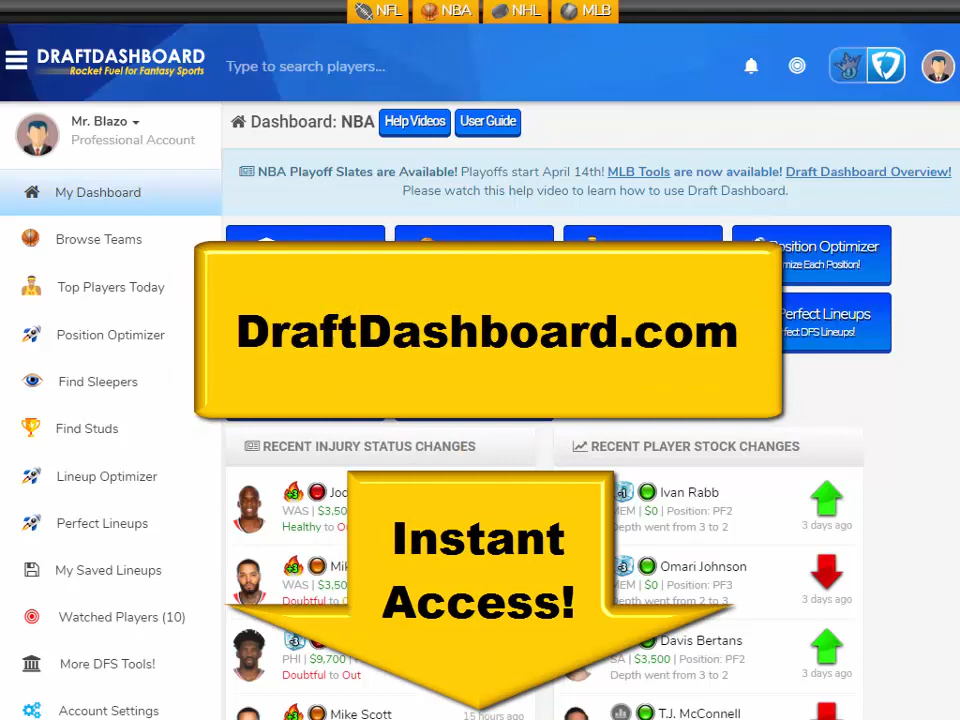 NFL NBA NHL MLB
DRAFTDASHBOARD
Rocket Fuel for Fantasy Sports
Type to search players...
Mr. Blazo
Professional Account
My Dashboard
Browse Teams
Top Players Today
Position Optimizer
Find Sleepers
Find Studs
Lineup Optimizer
Perfect Lineups
My Saved Lineups
Watched Players (10)
More DFS Tools!
Account Settings
Dashboard: NBA Help Videos User Guide
NBA Playoff Slates are Available! Playoffs start April 14th! MLB Tools are now available! Draft Dashboard Overview!
Please watch this help video to learn how to use Draft Dashboard.
Position Optimizer
Each Position!
Perfect Lineups
DFS Lineups!
DraftDashboard.com
RECENT INJURY STATUS CHANGES
WAS | $3,50
Healthy to
WAS | $3,50
Doubtful
PHI | $9,700
Doubtful to Out
Mike Scott
15 hours ago
Instant
Access!
RECENT PLAYER STOCK CHANGES
Ivan Rabb
MEM | $0 | Position: PF2
Depth went from 3 to 2
3 days ago
Omari Johnson
MEM | $0 | Position: PF3
Depth went from 2 to 3
3 days ago
Davis Bertans
SA | $3,500 | Position: PF2
Depth went from 3 to 2
3 days ago
T.J. McConnell